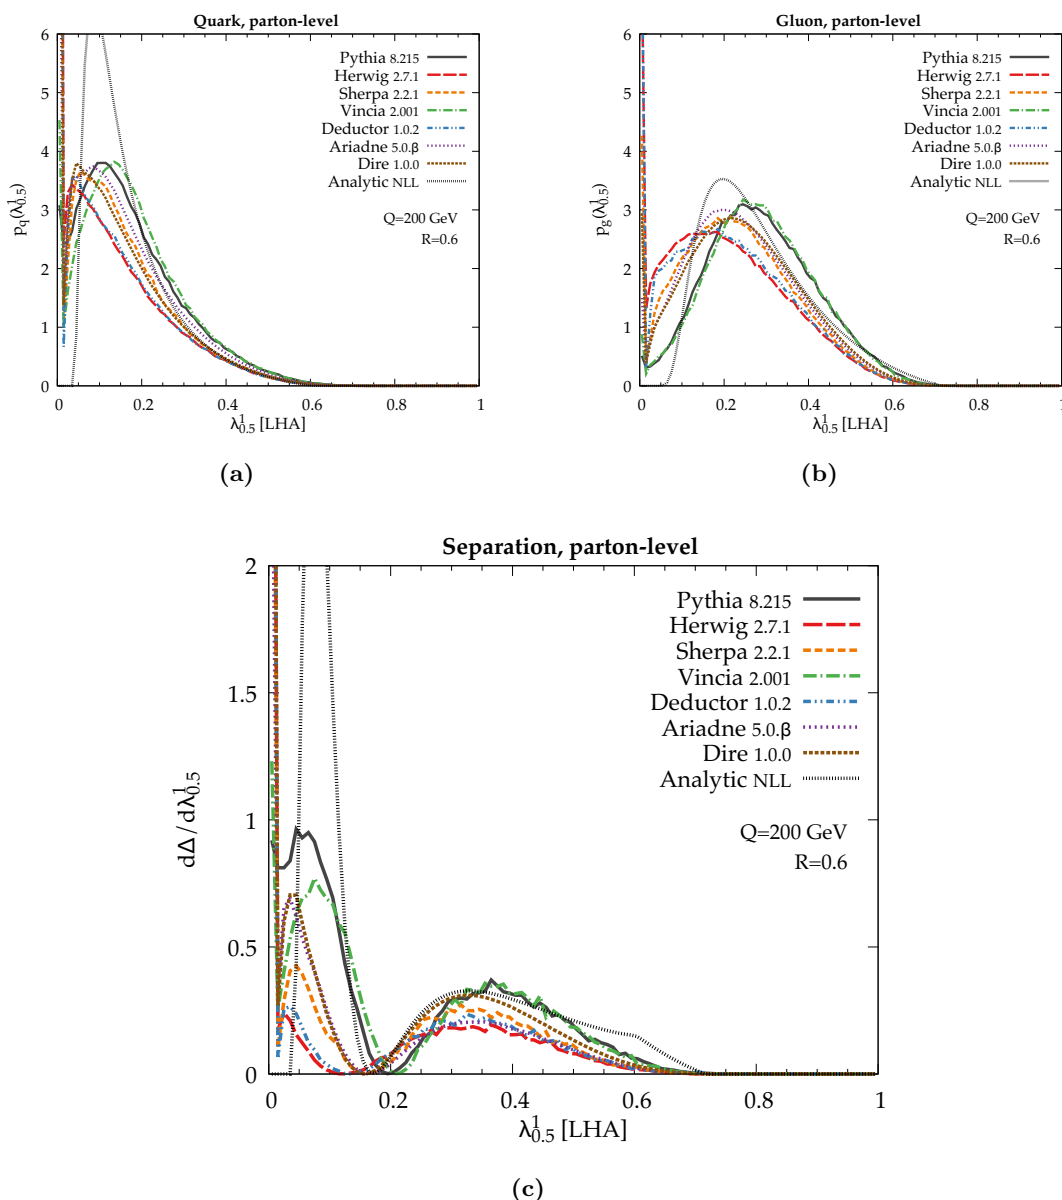 Quark, parton-level
p_q(λ^1_0.5)
6
5
4
3
2
1
0
Pythia 8.215
Herwig 2.7.1
Sherpa 2.2.1
Vincia 2.001
Deductor 1.0.2
Ariadne 5.0.β
Dire 1.0.0
Analytic NLL
Q=200 GeV
R=0.6
0 0.2 0.4 0.6 0.8 1
λ^1_0.5 [LHA]
(a)
Gluon, parton-level
p_g(λ^1_0.5)
6
5
4
3
2
1
0
Pythia 8.215
Herwig 2.7.1
Sherpa 2.2.1
Vincia 2.001
Deductor 1.0.2
Ariadne 5.0.β
Dire 1.0.0
Analytic NLL
Q=200 GeV
R=0.6
0 0.2 0.4 0.6 0.8 1
λ^1_0.5 [LHA]
(b)
Separation, parton-level
dΔ/dλ^1_0.5
2
1.5
1
0.5
0
Pythia 8.215
Herwig 2.7.1
Sherpa 2.2.1
Vincia 2.001
Deductor 1.0.2
Ariadne 5.0.β
Dire 1.0.0
Analytic NLL
Q=200 GeV
R=0.6
0 0.2 0.4 0.6 0.8 1
λ^1_0.5 [LHA]
(c)